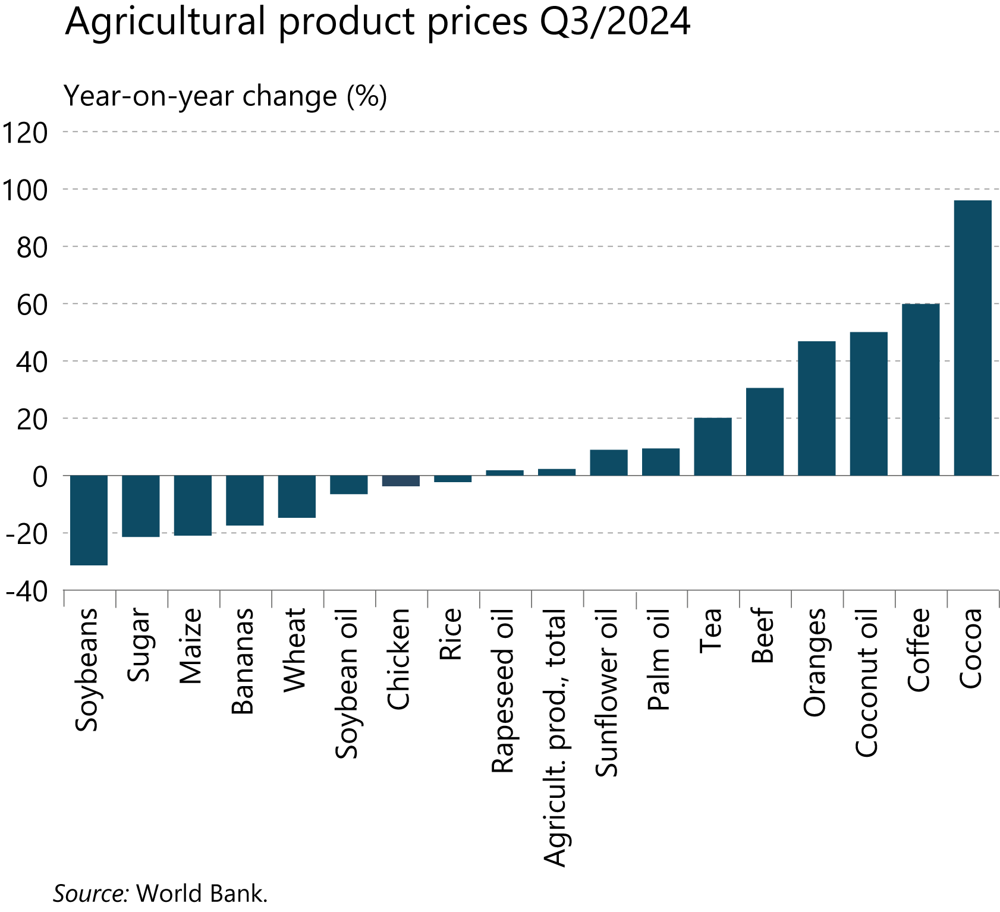 Agricultural product prices Q3/2024
Year-on-year change (%)
120
100
80
60
40
20
0
-20
-40
Soybeans
Sugar
Maize
Bananas
Wheat
Soybean oil
Chicken
Rice
Rapeseed oil
Agricult. prod., total
Sunflower oil
Palm oil
Tea
Beef
Oranges
Coconut oil
Coffee
Cocoa
Source: World Bank.